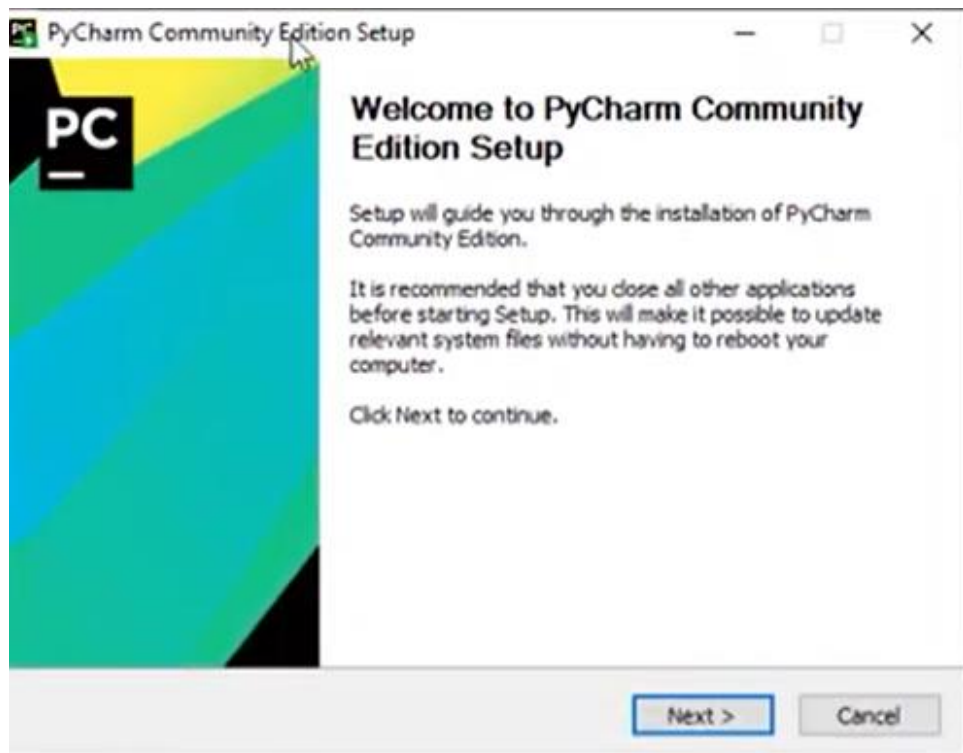 PyCharm Community Edition Setup
PC
Welcome to PyCharm Community
Edition Setup
Setup will guide you through the installation of PyCharm
Community Edition.
It is recommended that you close all other applications
before starting Setup. This will make it possible to update
relevant system files without having to reboot your
computer.
Click Next to continue.
Next >
Cancel